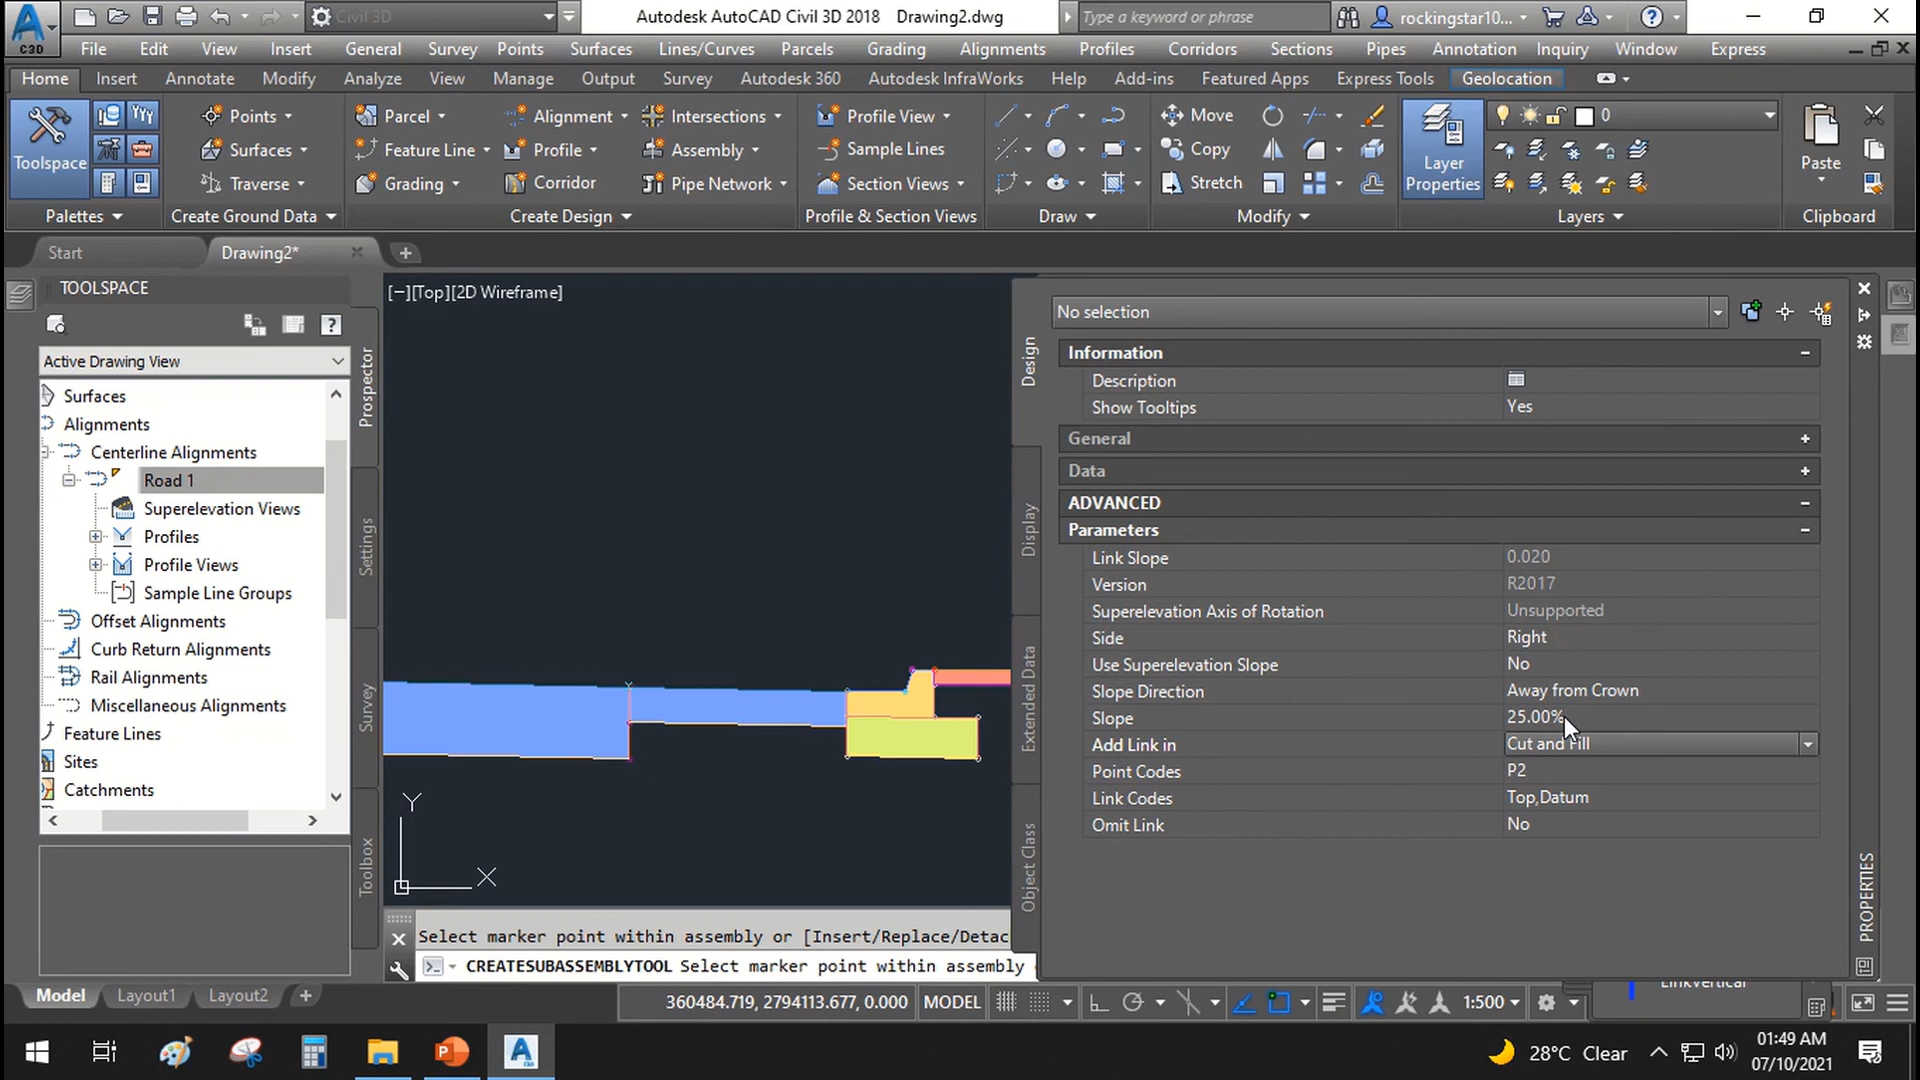 Civil 3D
Autodesk AutoCAD Civil 3D 2018 Drawing2.dwg
Type a keyword or phrase
rockingstar10...
C3D
File Edit View Insert General Survey Points Surfaces Lines/Curves Parcels Grading Alignments Profiles Corridors Sections Pipes Annotation Inquiry Window Express
Home Insert Annotate Modify Analyze View Manage Output Survey Autodesk 360 Autodesk InfraWorks Help Add-ins Featured Apps Express Tools Geolocation
Toolspace
Points
Surfaces
Traverse
Parcel
Feature Line
Grading
Alignment
Profile
Corridor
Intersections
Assembly
Pipe Network
Profile View
Sample Lines
Section Views
Move
Copy
Stretch
Layer
Properties
0
Paste
Palettes Create Ground Data Create Design Profile & Section Views Draw Modify Layers Clipboard
Start Drawing2*
TOOLSPACE
Active Drawing View
Surfaces
Alignments
Centerline Alignments
Road 1
Superelevation Views
Profiles
Profile Views
Sample Line Groups
Offset Alignments
Curb Return Alignments
Rail Alignments
Miscellaneous Alignments
Feature Lines
Sites
Catchments
Prospector
Settings
Survey
Toolbox
[−][Top][2D Wireframe]
Y
X
Design
Display
Extended Data
Object Class
No selection
Information
Description
Show Tooltips Yes
General
Data
ADVANCED
Parameters
Link Slope 0.020
Version R2017
Superelevation Axis of Rotation Unsupported
Side Right
Use Superelevation Slope No
Slope Direction Away from Crown
Slope 25.00%
Add Link in Cut and Fill
Point Codes P2
Link Codes Top,Datum
Omit Link No
PROPERTIES
Select marker point within assembly or [Insert/Replace/Detac
CREATESUBASSEMBLYTOOL Select marker point within assembly
LinkVertical
Model Layout1 Layout2
360484.719, 2794113.677, 0.000 MODEL
1:500
28°C Clear
01:49 AM
07/10/2021